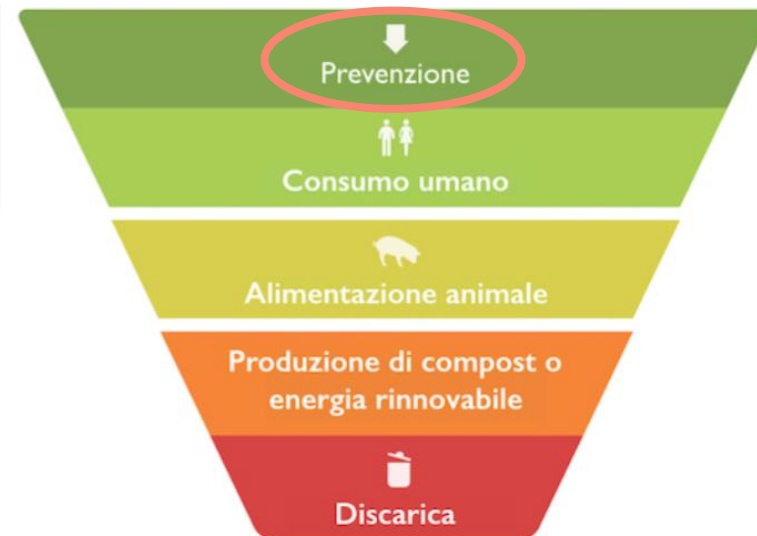 Prevenzione
Consumo umano
Alimentazione animale
Produzione di compost o
energia rinnovabile
Discarica